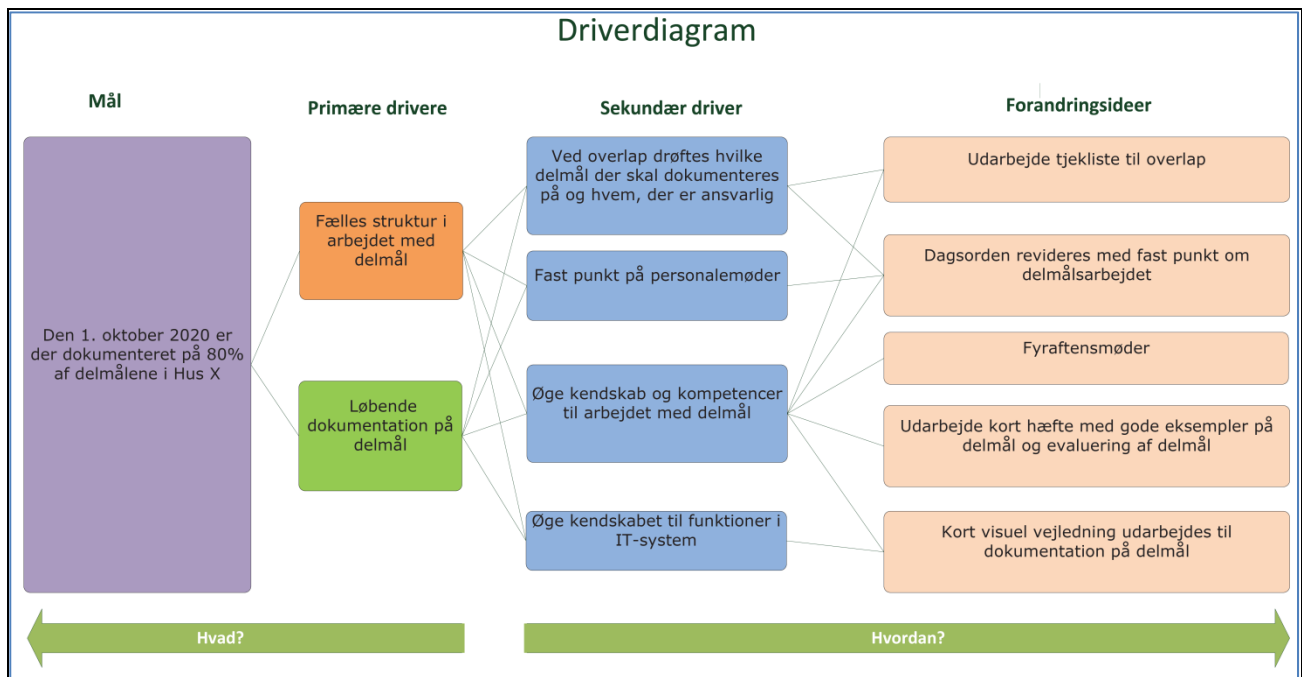 Driverdiagram
Mål
Primære drivere
Sekundær driver
Forandringsideer
Den 1. oktober 2020 er
der dokumenteret på 80%
af delmålene i Hus X
Fælles struktur i
arbejdet med
delmål
Løbende
dokumentation på
delmål
Ved overlap drøftes hvilke
delmål der skal dokumenteres
på og hvem, der er ansvarlig
Fast punkt på personalemøder
Øge kendskab og kompetencer
til arbejdet med delmål
Øge kendskabet til funktioner i
IT-system
Udarbejde tjekliste til overlap
Dagsorden revideres med fast punkt om
delmålsarbejdet
Fyraftensmøder
Udarbejde kort hæfte med gode eksempler på
delmål og evaluering af delmål
Kort visuel vejledning udarbejdes til
dokumentation på delmål
Hvad?
Hvordan?